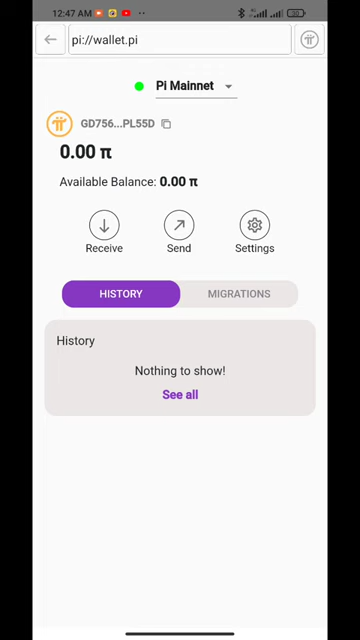 12:47 AM
pi://wallet.pi
Pi Mainnet
GD756...PL55D
0.00 π
Available Balance: 0.00 π
Receive
Send
Settings
HISTORY
MIGRATIONS
History
Nothing to show!
See all